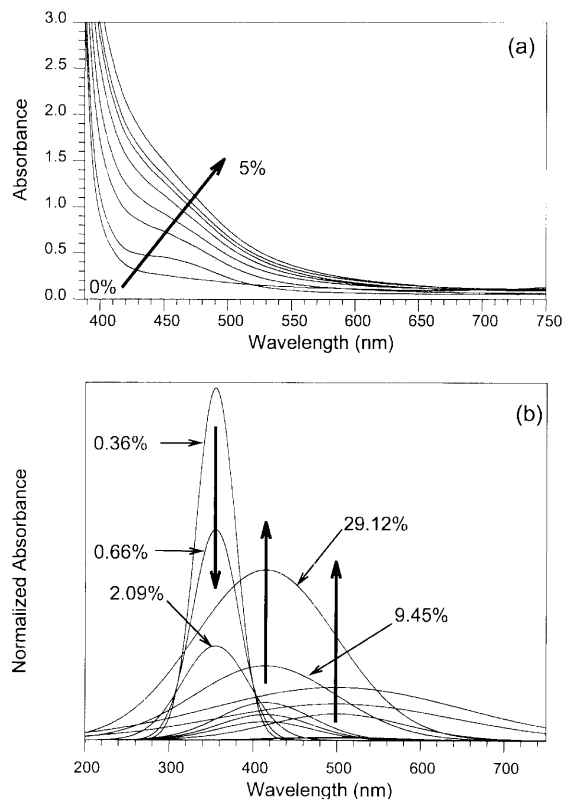 (a)
3.0
2.5
2.0
1.5
1.0
0.5
0.0
Absorbance
5%
0%
400 450 500 550 600 650 700 750
Wavelength (nm)
(b)
0.36%
0.66%
2.09%
29.12%
9.45%
Normalized Absorbance
200 300 400 500 600 700
Wavelength (nm)